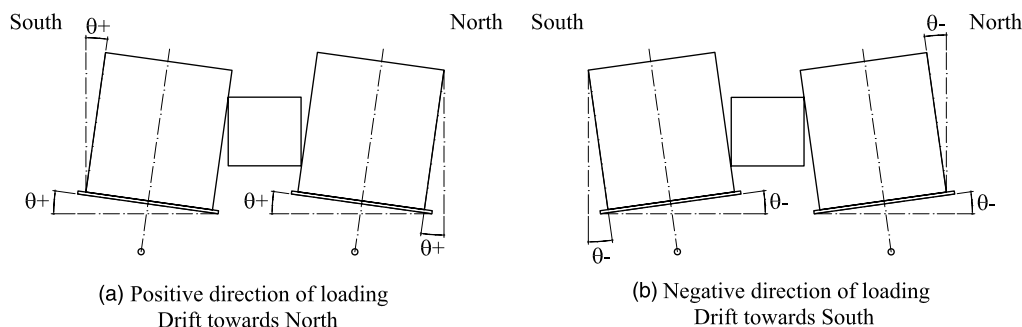 South θ+ North
θ+ θ+
θ+
(a) Positive direction of loading
Drift towards North
South θ- North
θ- θ-
θ-
(b) Negative direction of loading
Drift towards South